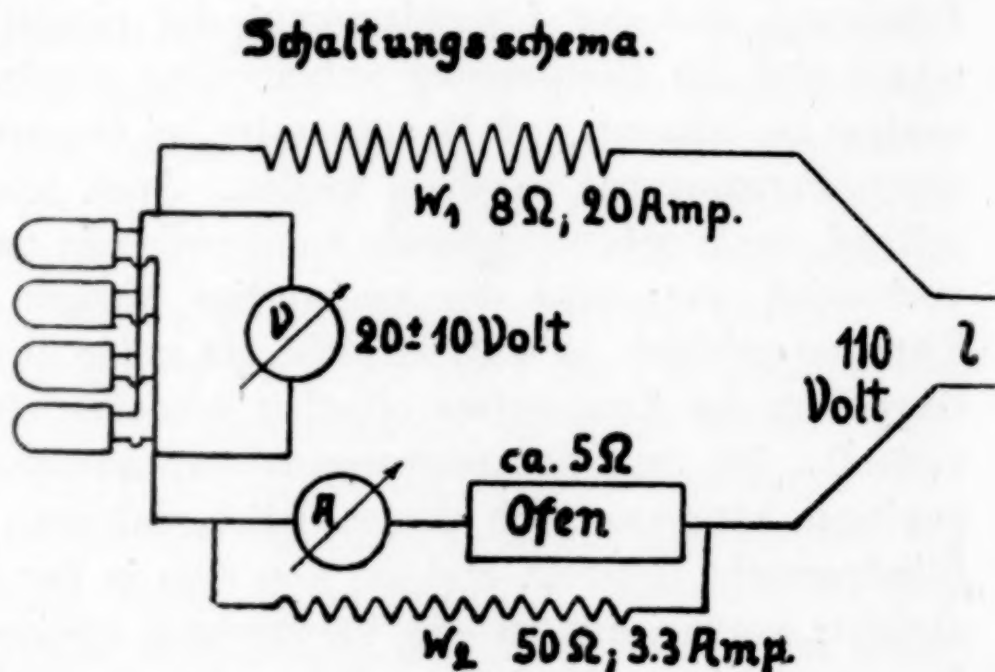 Schaltungsschema.
W₁ 8Ω; 20 Amp.
V 20±10 Volt
110
Volt
ca. 5Ω
A Ofen
W₂ 50Ω; 3.3 Amp.